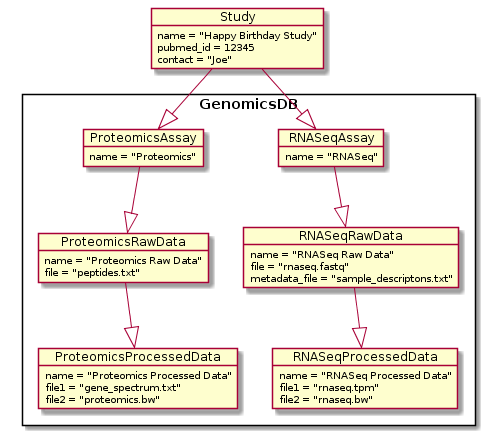 Study
name = "Happy Birthday Study"
pubmed_id = 12345
contact = "Joe"
GenomicsDB
ProteomicsAssay
name = "Proteomics"
RNASeqAssay
name = "RNASeq"
ProteomicsRawData
name = "Proteomics Raw Data"
file = "peptides.txt"
RNASeqRawData
name = "RNASeq Raw Data"
file = "rnaseq.fastq"
metadata_file = "sample_descriptons.txt"
ProteomicsProcessedData
name = "Proteomics Processed Data"
file1 = "gene_spectrum.txt"
file2 = "proteomics.bw"
RNASeqProcessedData
name = "RNASeq Processed Data"
file1 = "rnaseq.tpm"
file2 = "rnaseq.bw"